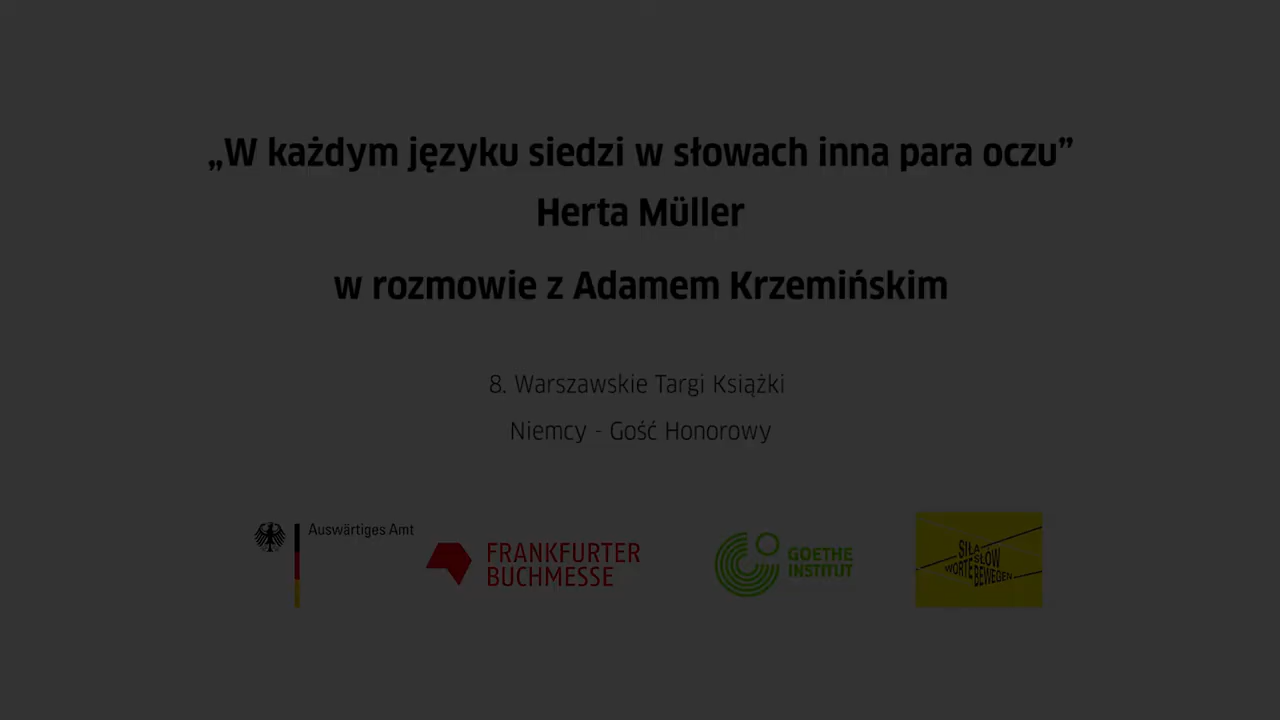 „W każdym języku siedzi w słowach inna para oczu”
Herta Müller
w rozmowie z Adamem Krzemińskim
8. Warszawskie Targi Książki
Niemcy - Gość Honorowy
Auswärtiges Amt
FRANKFURTER
BUCHMESSE
GOETHE
INSTITUT
SIŁA
SŁÓW
WORTE
BEWEGEN